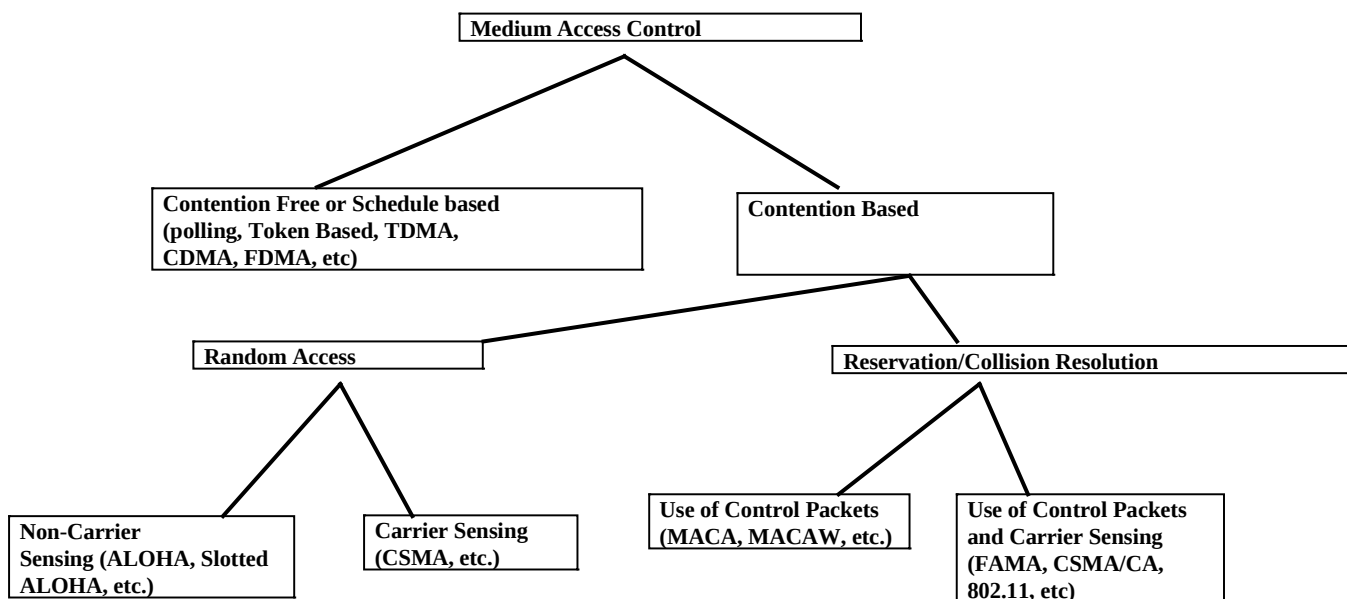 Medium Access Control
Contention Free or Schedule based
(polling, Token Based, TDMA,
CDMA, FDMA, etc)
Contention Based
Random Access
Reservation/Collision Resolution
Non-Carrier
Sensing (ALOHA, Slotted
ALOHA, etc.)
Carrier Sensing
(CSMA, etc.)
Use of Control Packets
(MACA, MACAW, etc.)
Use of Control Packets
and Carrier Sensing
(FAMA, CSMA/CA,
802.11, etc)